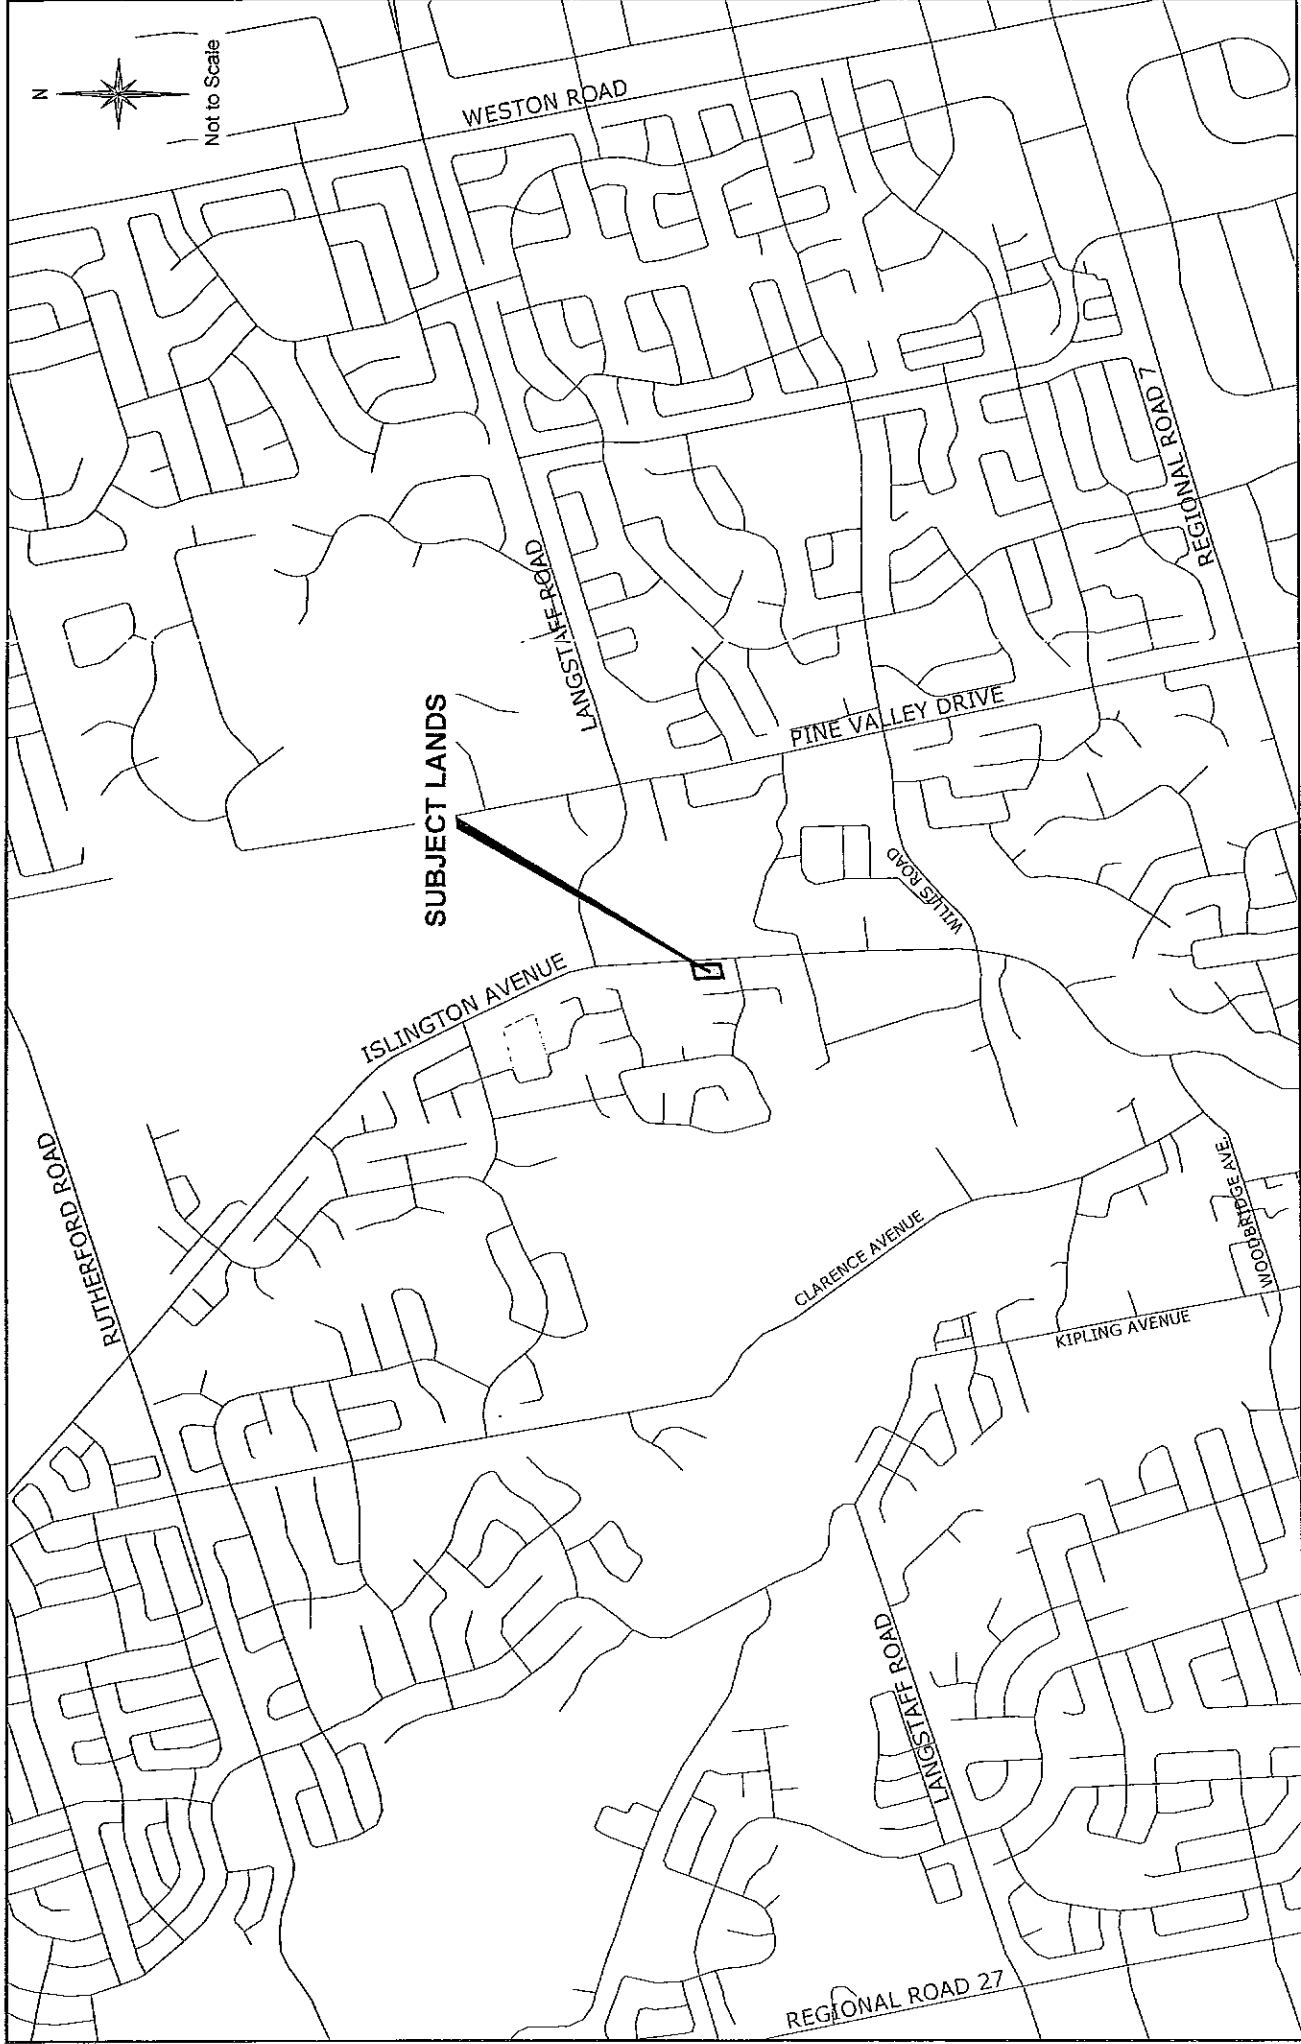 N
Not to Scale
WESTON ROAD
LANGSTAFF ROAD
REGIONAL ROAD 7
SUBJECT LANDS
PINE VALLEY DRIVE
WILLIS ROAD
ISLINGTON AVENUE
RUTHERFORD ROAD
CLARENCE AVENUE
WOODBRIDGE AVE.
KIPLING AVENUE
LANGSTAFF ROAD
REGIONAL ROAD 27